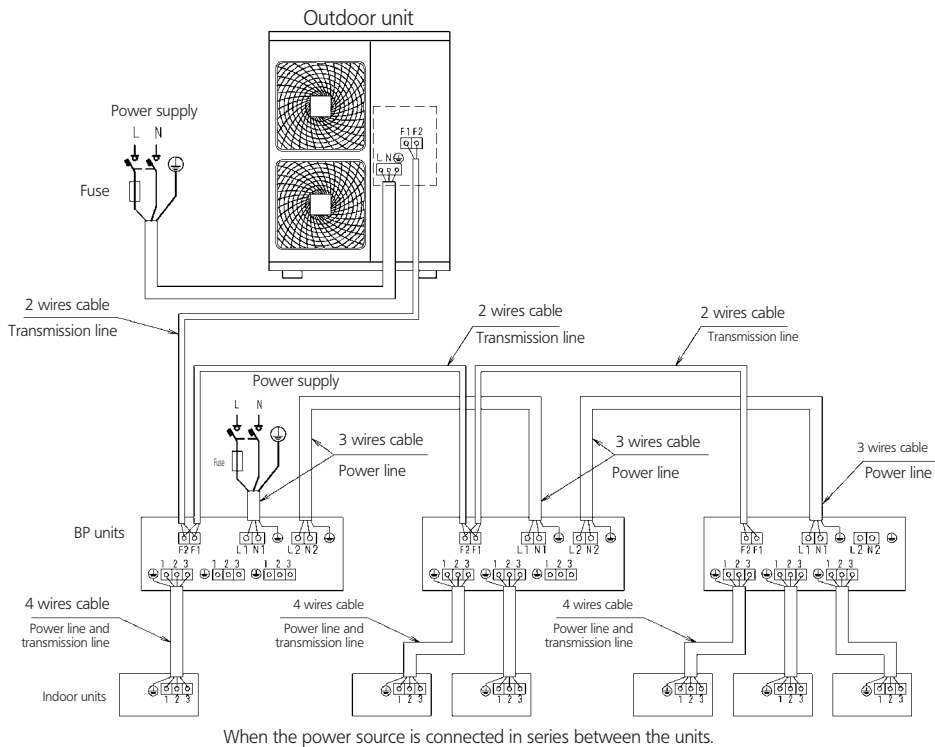 Outdoor unit
Power supply
L N
Fuse
F1 F2
L N
2 wires cable
Transmission line
2 wires cable
Transmission line
2 wires cable
Transmission line
Power supply
L N
Fuse
3 wires cable
Power line
3 wires cable
Power line
3 wires cable
Power line
BP units
F2 F1 L1 N1 L2 N2
F2 F1 L1 N1 L2 N2
F2 F1 L1 N1 L2 N2
1 2 3 1 2 3 1 2 3
1 2 3 1 2 3 1 2 3
1 2 3 1 2 3 1 2 3
4 wires cable
Power line and
transmission line
4 wires cable
Power line and
transmission line
4 wires cable
Power line and
transmission line
Indoor units
1 2 3
1 2 3
1 2 3
1 2 3
1 2 3
1 2 3
When the power source is connected in series between the units.